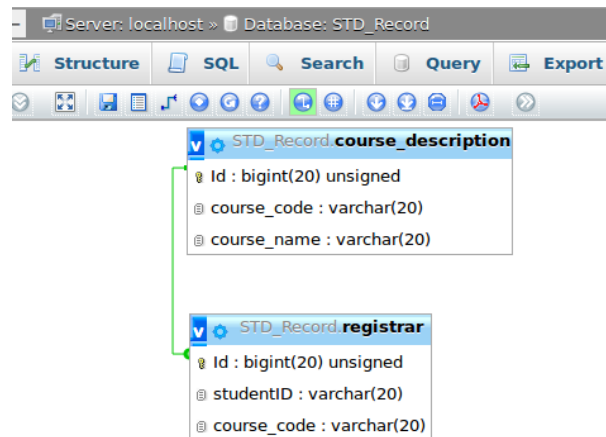 Server: localhost » Database: STD_Record
Structure SQL Search Query Export
v STD_Record.course_description
Id : bigint(20) unsigned
course_code : varchar(20)
course_name : varchar(20)
v STD_Record.registrar
Id : bigint(20) unsigned
studentID : varchar(20)
course_code : varchar(20)